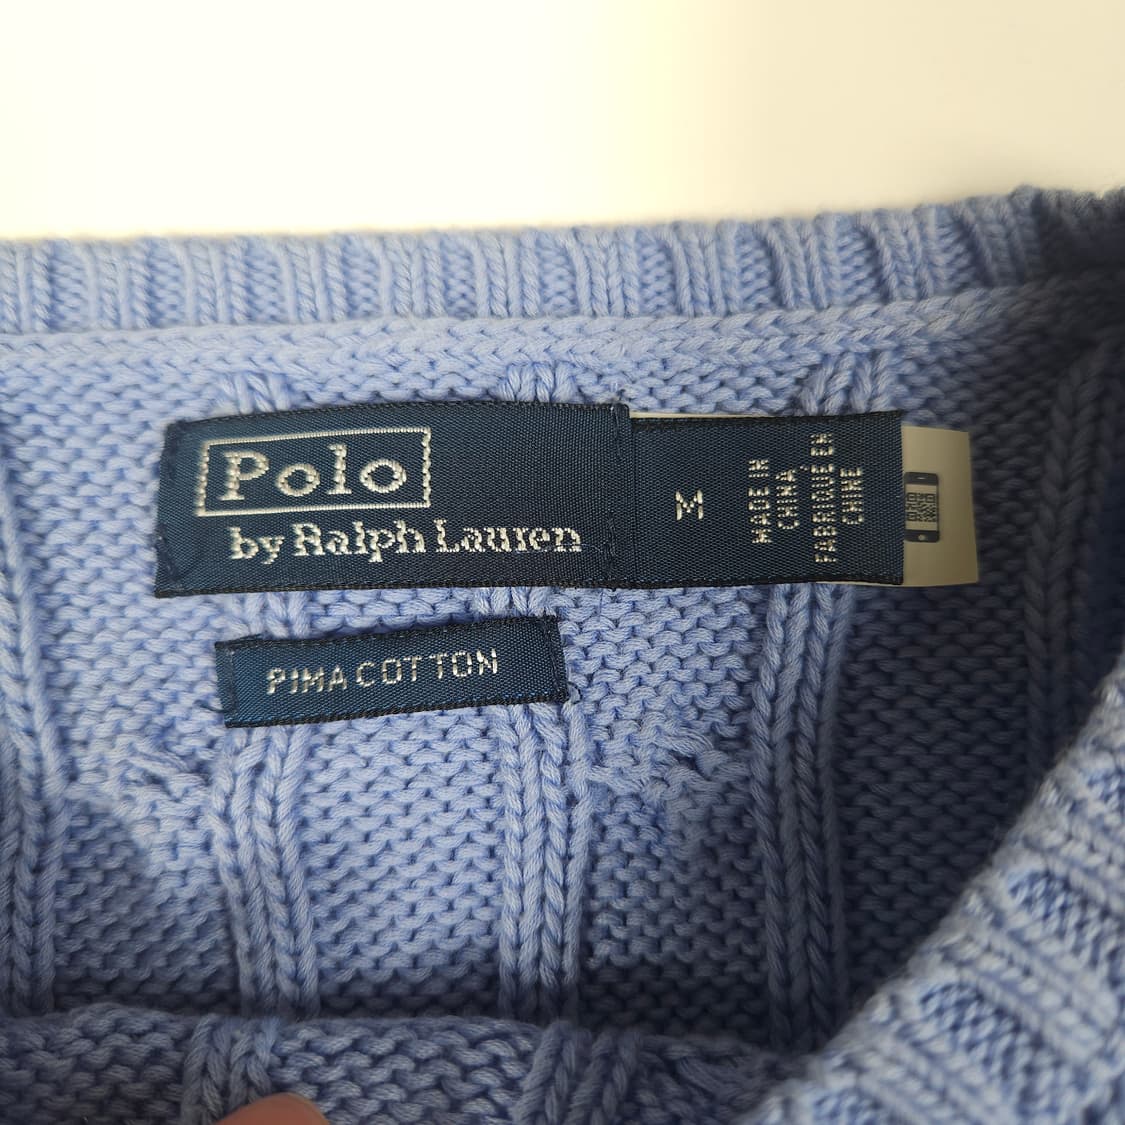 Polo
by Ralph Lauren
M
MADE IN
CHINA
FABRIQUÉ EN
CHINE
PIMA COTTON